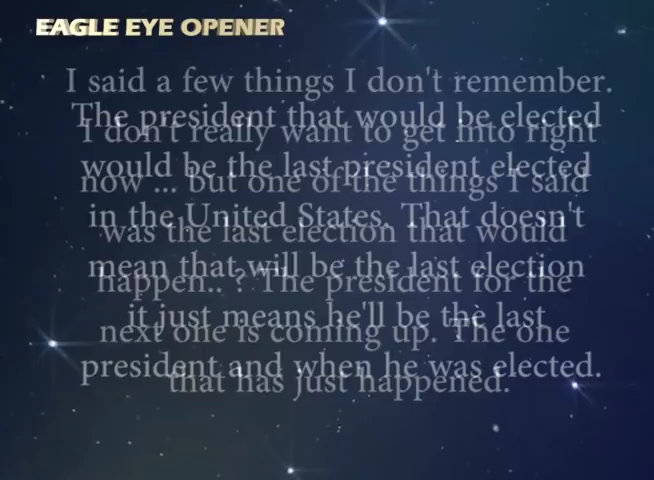 EAGLE EYE OPENER
I said a few things I don't remember.
I don't really want to get into right
now ... but one of the things I said
was the last election that would
happen.. ? The president for the
next one is coming up. The one
that has just happened.
The president that would be elected
would be the last president elected
in the United States. That doesn't
mean that will be the last election
it just means he'll be the last
president and when he was elected.